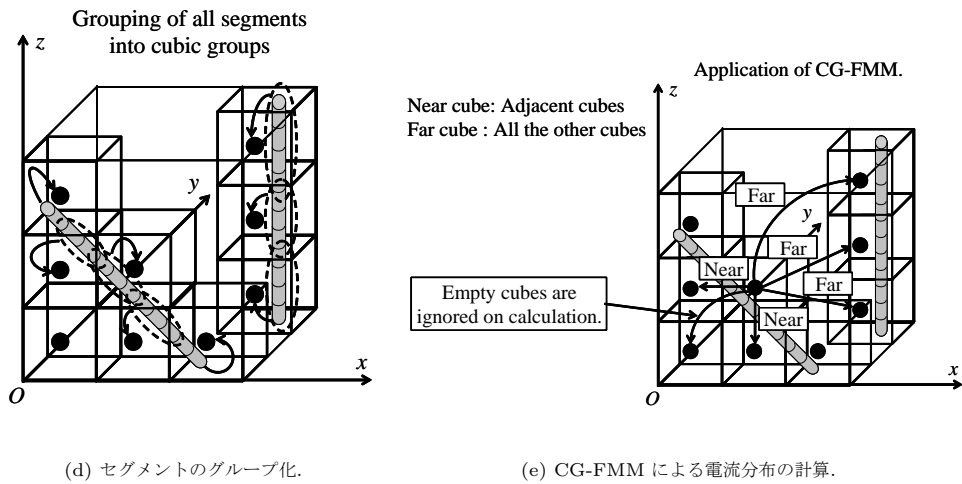 Grouping of all segments
into cubic groups
z
y
x
O
(d) セグメントのグループ化.
Application of CG-FMM.
Near cube: Adjacent cubes
Far cube : All the other cubes
z
Far
y
Far
Near
Far
Empty cubes are
ignored on calculation.
Near
x
O
(e) CG-FMM による電流分布の計算.